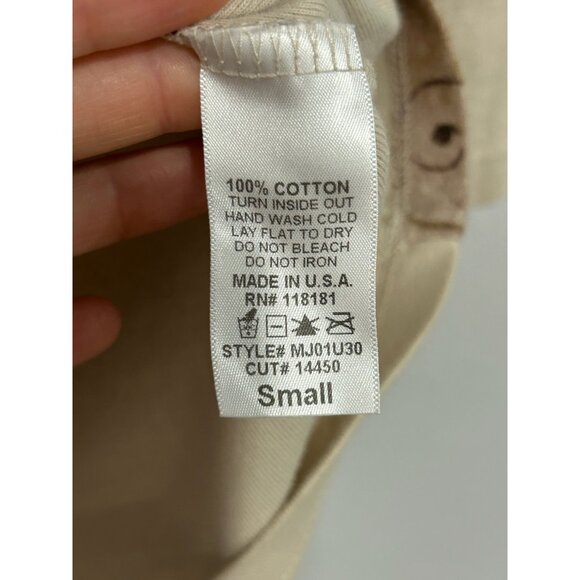 100% COTTON
TURN INSIDE OUT
HAND WASH COLD
LAY FLAT TO DRY
DO NOT BLEACH
DO NOT IRON
MADE IN U.S.A.
RN# 118181
STYLE# MJ01U30
CUT# 14450
Small